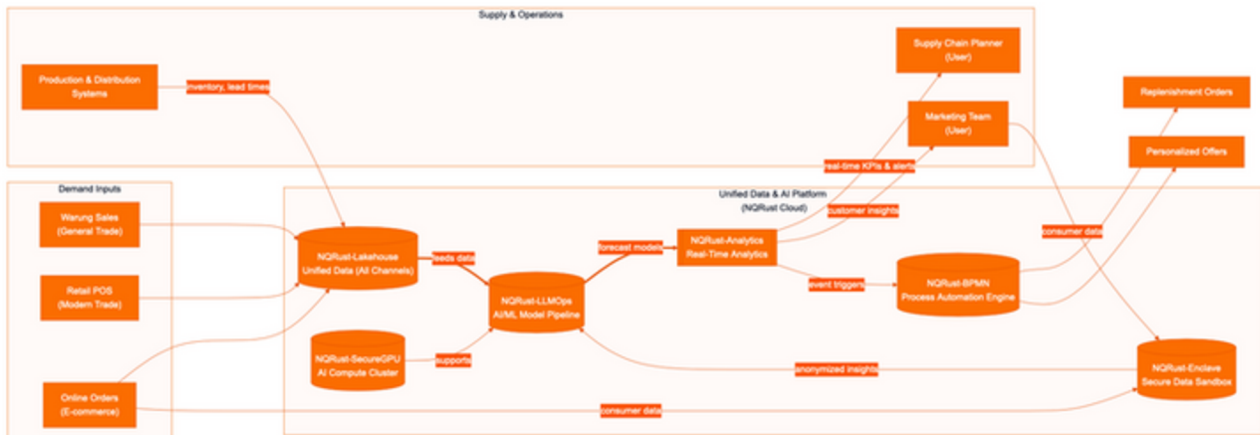 Supply & Operations
Production & Distribution
Systems
inventory, lead times
Supply Chain Planner
(User)
Marketing Team
(User)
Replenishment Orders
Personalized Offers
real-time KPIs & alerts
Demand Inputs
Warung Sales
(General Trade)
Retail POS
(Modern Trade)
Online Orders
(E-commerce)
Unified Data & AI Platform
(NQRust Cloud)
customer insights
consumer data
NQRust-Lakehouse
Unified Data (All Channels)
feeds data
NQRust-LLMOps
AI/ML Model Pipeline
forecast models
NQRust-Analytics
Real-Time Analytics
event triggers
NQRust-BPMN
Process Automation Engine
NQRust-SecureGPU
AI Compute Cluster
supports
anonymized insights
NQRust-Enclave
Secure Data Sandbox
consumer data